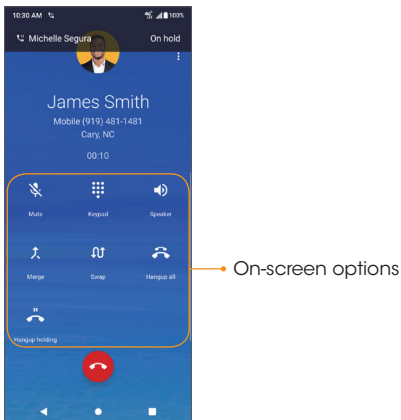 10:30 AM 100%
Michelle Segura On hold
James Smith
Mobile (919) 481-1481
Cary, NC
00:10
Mute Keypad Speaker
Merge Swap Hangup all
Hangup holding
On-screen options